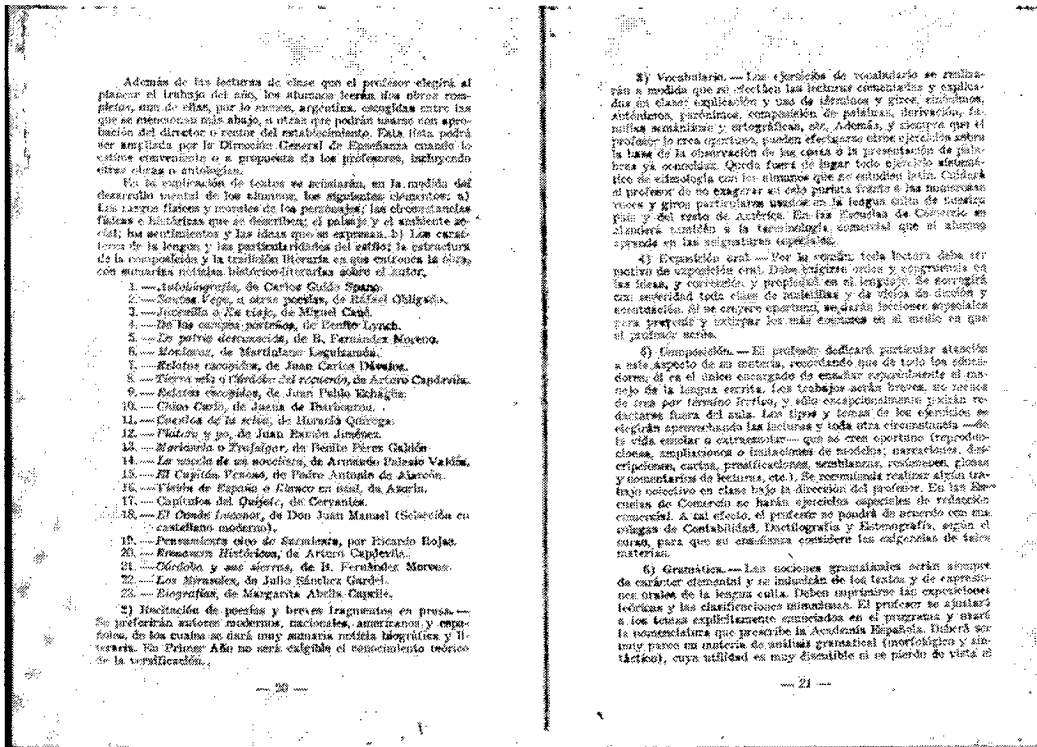 Además de las lecturas de clase que el profesor elegirá al
planear el trabajo del año, los alumnos leerán dos obras com-
pletas, una de ellas, por lo menos, argentina, escogidas entre las
que se mencionan más abajo, u otras que podrán usarse con apro-
bación del director o rector del establecimiento. Esta lista podrá
ser ampliada por la Dirección General de Enseñanza cuando lo
estime conveniente o a propuesta de los profesores, incluyendo
otras obras o antologías.
En la explicación de textos se señalarán, en la medida del
desarrollo mental de los alumnos, los siguientes elementos: a)
Los rasgos físicos y morales de los personajes; las circunstancias
físicas e históricas que se describen; el paisaje y el ambiente so-
cial; los sentimientos y las ideas que se expresan. b) Los carac-
teres de la lengua y las particularidades del estilo; la estructura
de la composición y la tradición literaria en que entronca la obra,
con sumarias noticias histórico-literarias sobre el autor.
1. — Autobiografía, de Carlos Guido Spano.
2. — Santos Vega, u otras poesías, de Rafael Obligado.
3. — Juvenilia o En viaje, de Miguel Cané.
4. — De los campos porteños, de Benito Lynch.
5. — La patria desconocida, de B. Fernández Moreno.
6. — Montaraz, de Martiniano Leguizamón.
7. — Relatos escogidos, de Juan Carlos Dávalos.
8. — Tierra mía o Córdoba del recuerdo, de Arturo Capdevila.
9. — Relatos escogidos, de Juan Pablo Echagüe.
10. — Chico Carlo, de Juana de Ibarbourou.
11. — Cuentos de la selva, de Horacio Quiroga.
12. — Platero y yo, de Juan Ramón Jiménez.
13. — Marianela o Trafalgar, de Benito Pérez Galdós.
14. — La novela de un novelista, de Armando Palacio Valdés.
15. — El Capitán Veneno, de Pedro Antonio de Alarcón.
16. — Visión de España o Blanco en azul, de Azorín.
17. — Capítulos del Quijote, de Cervantes.
18. — El Conde Lucanor, de Don Juan Manuel (Selección en
castellano moderno).
19. — Pensamiento vivo de Sarmiento, por Ricardo Rojas.
20. — Romances Históricos, de Arturo Capdevila.
21. — Córdoba y sus sierras, de B. Fernández Moreno.
22. — Los Mirasoles, de Julio Sánchez Gardel.
23. — Biografías, de Margarita Abella Caprile.
2) Recitación de poesías y breves fragmentos en prosa. —
Se preferirán autores modernos, nacionales, americanos y espa-
ñoles, de los cuales se dará muy sumaria noticia biográfica y li-
teraria. En Primer Año no será exigible el conocimiento teórico
de la versificación.
— 20 —
3) Vocabulario. — Los ejercicios de vocabulario se realiza-
rán a medida que se efectúen las lecturas comentadas y explica-
das en clase; explicación y uso de términos y giros, sinónimos,
antónimos, parónimos, composición de palabras, derivación, fa-
milias semánticas y ortográficas, etc. Además, y siempre que el
profesor lo crea oportuno, pueden efectuarse otros ejercicios sobre
la base de la observación de las cosas o la presentación de pala-
bras ya conocidas. Queda fuera de lugar todo ejercicio sistemá-
tico de etimología con los alumnos que no estudien latín. Cuidará
el profesor de no exagerar su celo purista frente a las numerosas
voces y giros particulares usados en la lengua culta de nuestro
país y del resto de América. En las Escuelas de Comercio se
atenderá también a la terminología comercial que el alumno
aprende en las asignaturas especiales.
4) Exposición oral. — Por lo común, toda lectura debe ser
motivo de exposición oral. Debe exigirse orden y congruencia en
las ideas, y corrección y propiedad en el lenguaje. Se corregirá
con severidad toda clase de muletillas y de vicios de dicción y
acentuación. Si se creyere oportuno, se darán lecciones especiales
para prevenir y extirpar los más comunes en el medio en que
el profesor actúe.
5) Composición. — El profesor dedicará particular atención
a este aspecto de su materia, recordando que de todo los educa-
dores, él es el único encargado de enseñar especialmente el ma-
nejo de la lengua escrita. Los trabajos serán breves, no menos
de tres por término lectivo, y sólo excepcionalmente podrán re-
dactarse fuera del aula. Los tipos y temas de los ejercicios se
elegirán aprovechando las lecturas y toda otra circunstancia —de
la vida escolar o extraescolar— que se crea oportuno (reproduc-
ciones, ampliaciones o imitaciones de modelos; narraciones, des-
cripciones, cartas, prosificaciones, semblanzas, resúmenes, glosas
y comentarios de lecturas, etc.). Se recomienda realizar algún tra-
bajo colectivo en clase bajo la dirección del profesor. En las Es-
cuelas de Comercio se harán ejercicios especiales de redacción
comercial. A tal efecto, el profesor se pondrá de acuerdo con sus
colegas de Contabilidad, Dactilografía y Estenografía, según el
curso, para que su enseñanza considere las exigencias de tales
materias.
6) Gramática. — Las nociones gramaticales serán siempre
de carácter elemental y se inducirán de los textos y de expresio-
nes orales de la lengua culta. Deben suprimirse las exposiciones
teóricas y las clasificaciones minuciosas. El profesor se ajustará
a los temas explícitamente enunciados en el programa y usará
la nomenclatura que prescribe la Academia Española. Deberá ser
muy parco en materia de análisis gramatical (morfológico y sin-
táctico), cuya utilidad es muy discutible si se pierde de vista el
— 21 —